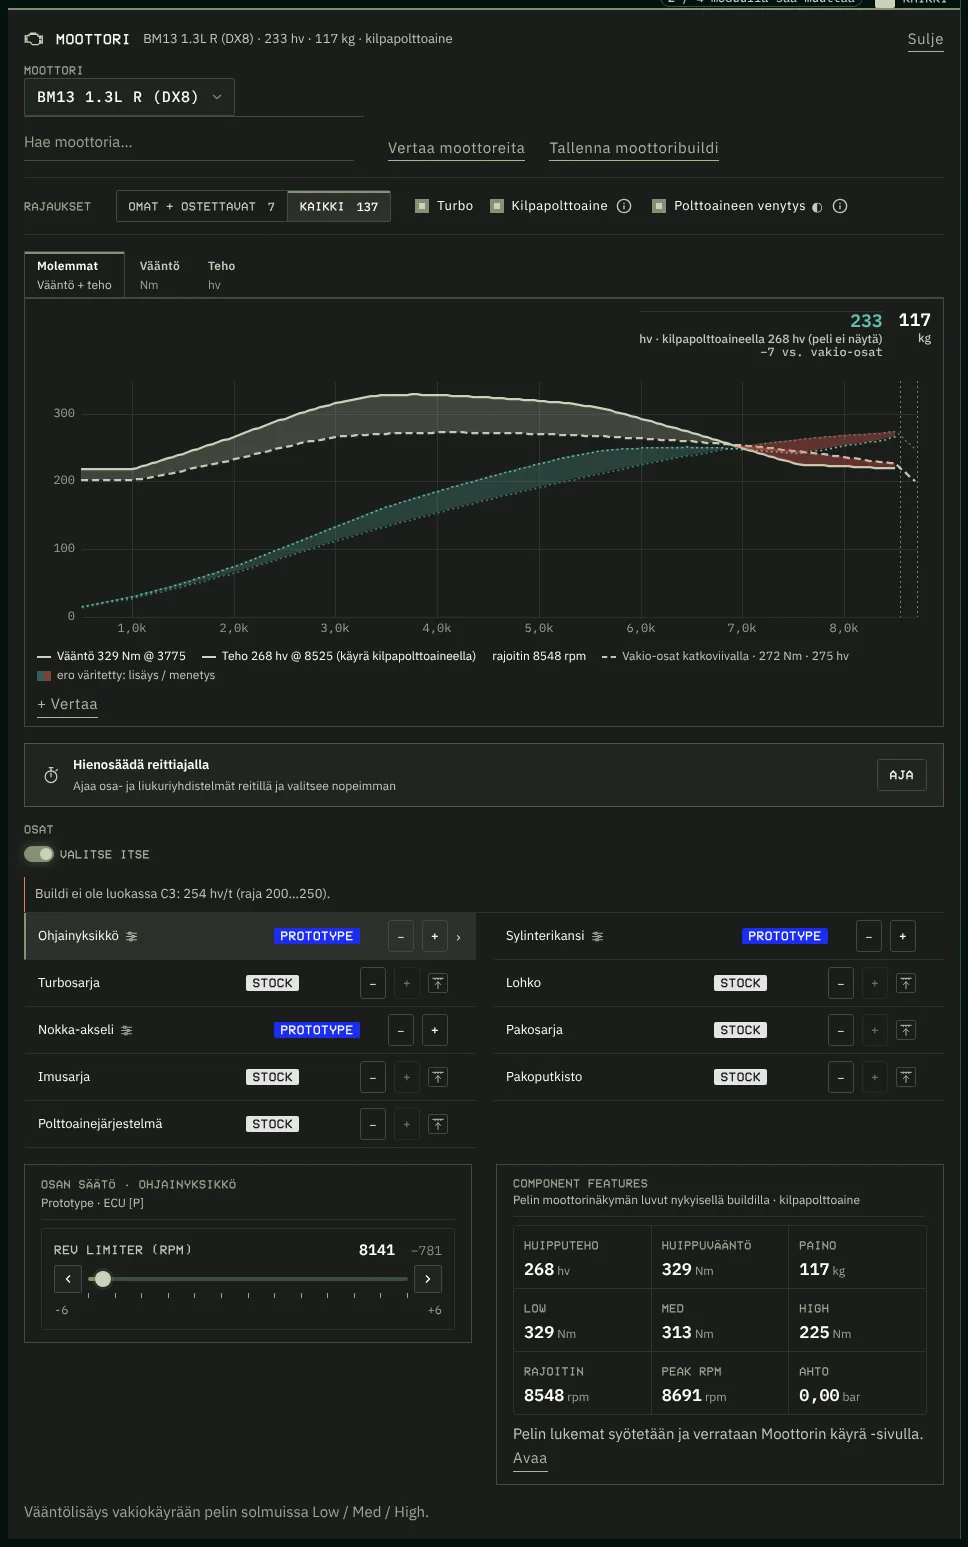 MOOTTORI BM13 1.3L R (DX8) · 233 hv · 117 kg · kilpapolttoaine Sulje
MOOTTORI
BM13 1.3L R (DX8)
Hae moottoria... Vertaa moottoreita Tallenna moottoribuildi
RAJAUKSET OMAT + OSTETTAVAT 7 KAIKKI 137 Turbo Kilpapolttoaine Polttoaineen venytys
Molemmat Vääntö Teho
Vääntö + teho Nm hv
233 117
hv · kilpapolttoaineella 268 hv (peli ei näytä) kg
−7 vs. vakio-osat
300
200
100
0
1,0k 2,0k 3,0k 4,0k 5,0k 6,0k 7,0k 8,0k
Vääntö 329 Nm @ 3775 Teho 268 hv @ 8525 (käyrä kilpapolttoaineella) rajoitin 8548 rpm Vakio-osat katkoviivalla · 272 Nm · 275 hv
ero väritetty: lisäys / menetys
+ Vertaa
Hienosäädä reittiajalla
Ajaa osa- ja liukuriyhdistelmät reitillä ja valitsee nopeimman
AJA
OSAT
VALITSE ITSE
Buildi ei ole luokassa C3: 254 hv/t (raja 200…250).
Ohjainyksikkö PROTOTYPE − + › Sylinterikansi PROTOTYPE − +
Turbosarja STOCK − + Lohko STOCK − +
Nokka-akseli PROTOTYPE − + Pakosarja STOCK − +
Imusarja STOCK − + Pakoputkisto STOCK − +
Polttoainejärjestelmä STOCK − +
OSAN SÄÄTÖ · OHJAINYKSIKKÖ
Prototype · ECU [P]
REV LIMITER (RPM) 8141 −781
-6 +6
COMPONENT FEATURES
Pelin moottorinäkymän luvut nykyisellä buildilla · kilpapolttoaine
HUIPPUTEHO HUIPPUVÄÄNTÖ PAINO
268 hv 329 Nm 117 kg
LOW MED HIGH
329 Nm 313 Nm 225 Nm
RAJOITIN PEAK RPM AHTO
8548 rpm 8691 rpm 0,00 bar
Pelin lukemat syötetään ja verrataan Moottorin käyrä -sivulla.
Avaa
Vääntölisäys vakiokäyrään pelin solmuissa Low / Med / High.